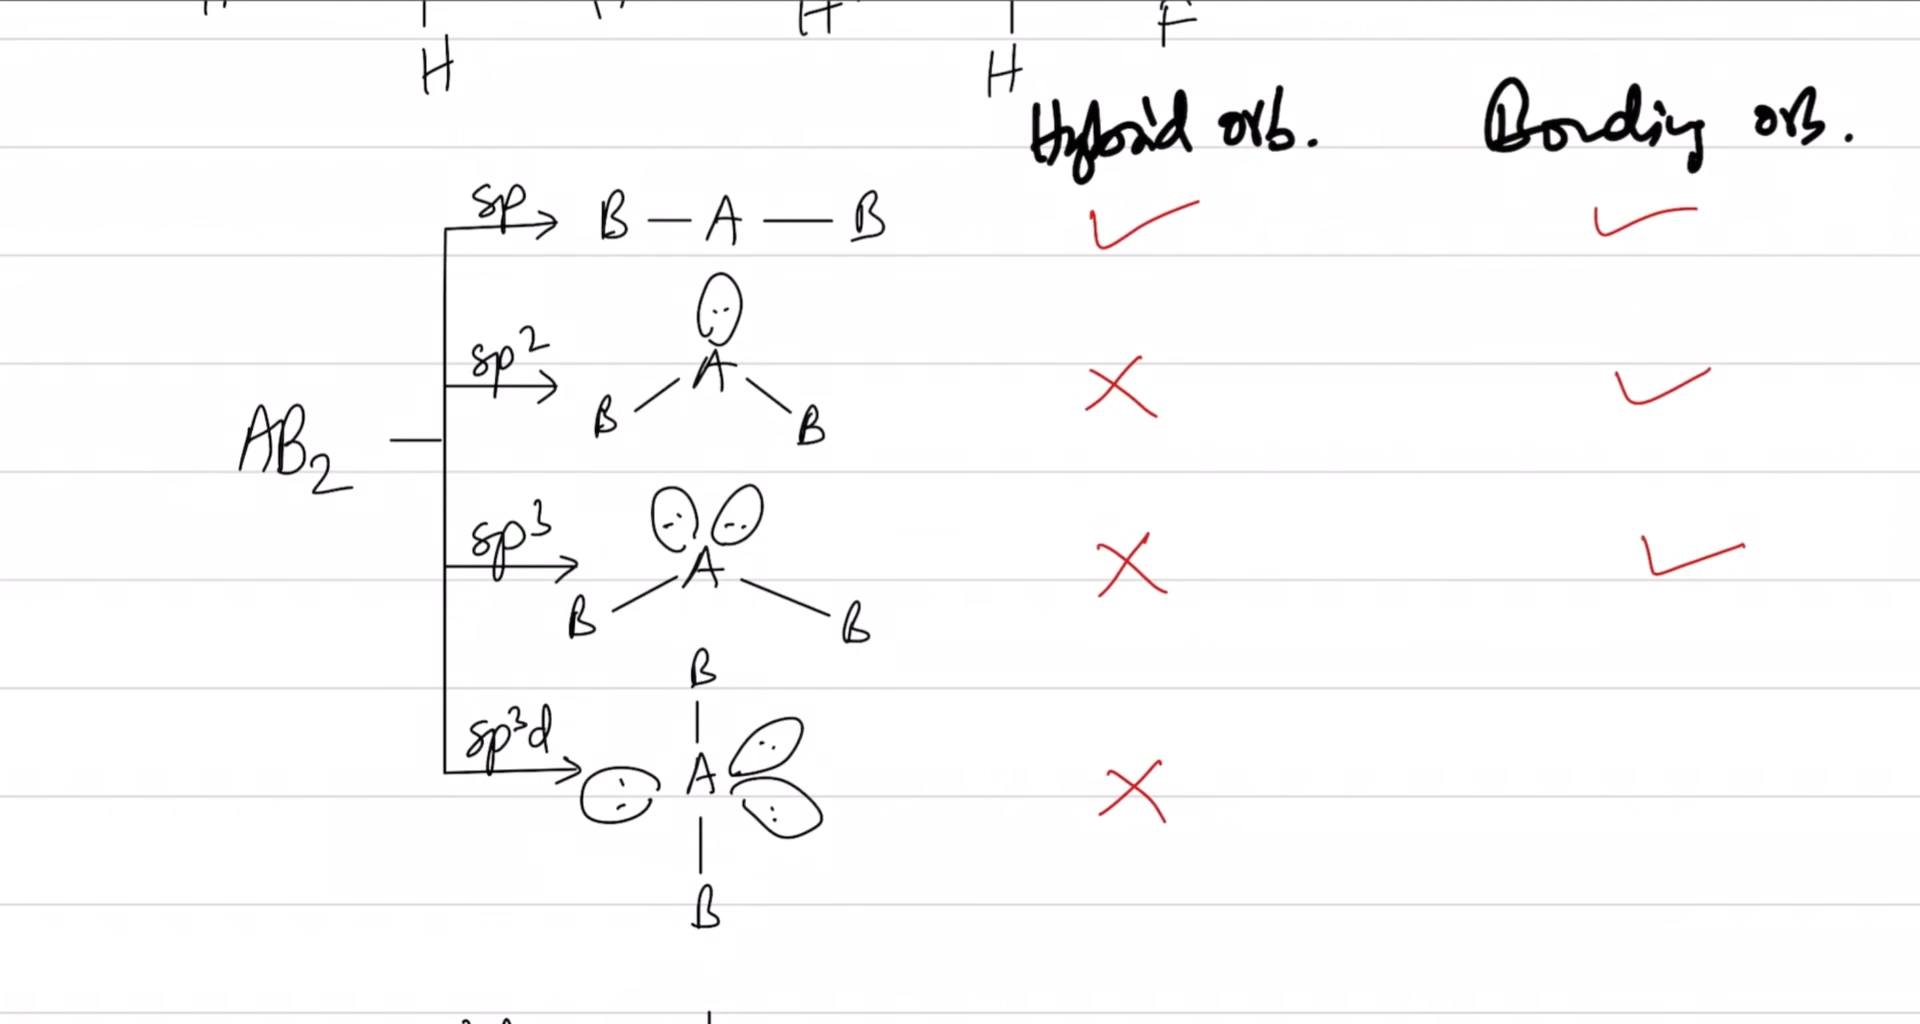 H H F
H H
Hybrid orb. Bonding orb.
sp B — A — B ✓ ✓
sp² A
B B ✗ ✓
AB₂
sp³ A
B B ✗ ✓
B
sp³d A ✗
B